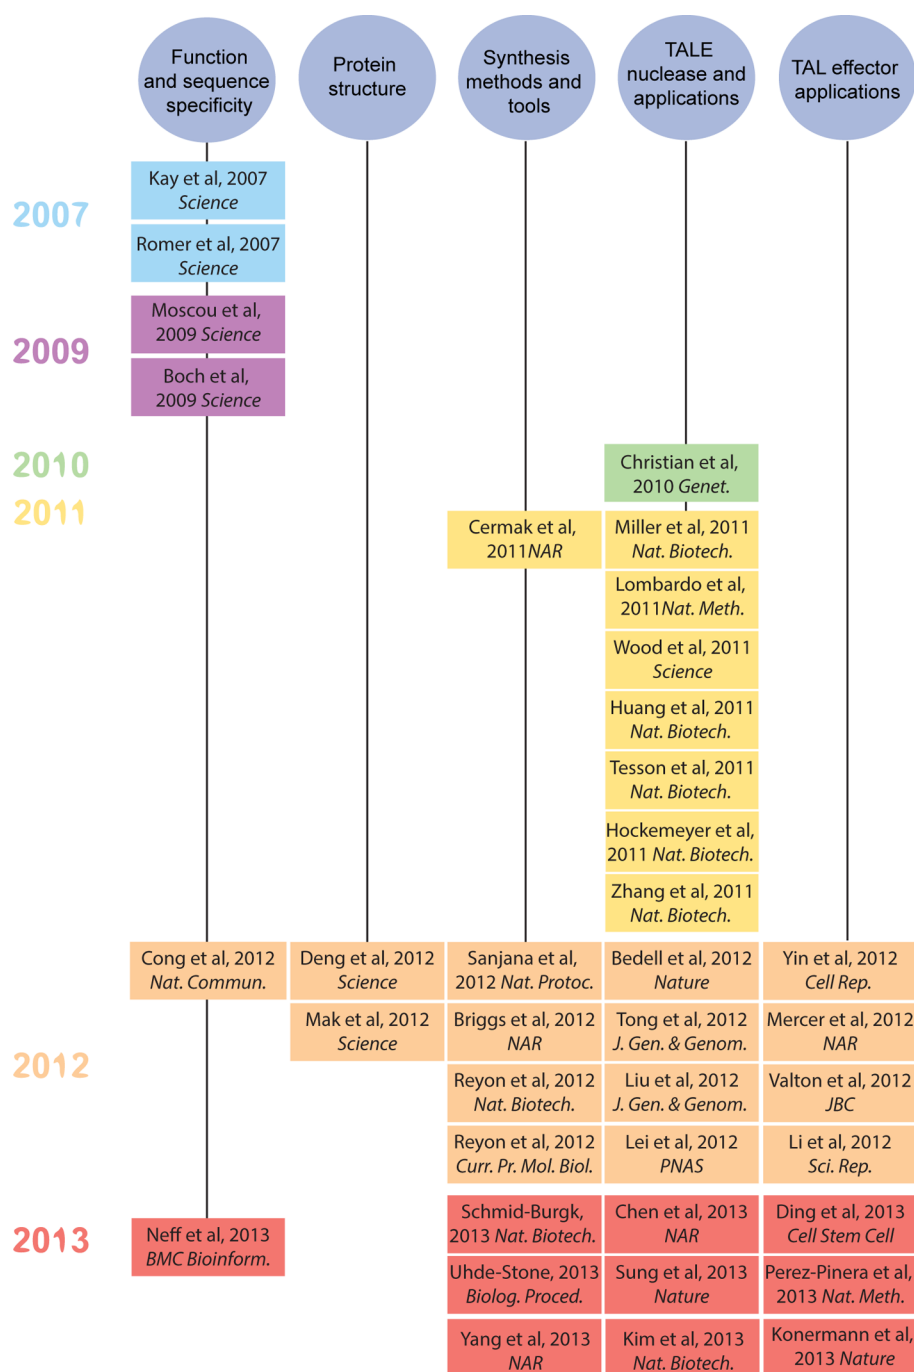 Function
and sequence
specificity
Protein
structure
Synthesis
methods and
tools
TALE
nuclease and
applications
TAL effector
applications
2007
Kay et al, 2007
Science
Romer et al, 2007
Science
2009
Moscou et al,
2009 Science
Boch et al,
2009 Science
2010
Christian et al,
2010 Genet.
2011
Cermak et al,
2011NAR
Miller et al, 2011
Nat. Biotech.
Lombardo et al,
2011Nat. Meth.
Wood et al, 2011
Science
Huang et al, 2011
Nat. Biotech.
Tesson et al, 2011
Nat. Biotech.
Hockemeyer et al,
2011 Nat. Biotech.
Zhang et al, 2011
Nat. Biotech.
2012
Cong et al, 2012
Nat. Commun.
Deng et al, 2012
Science
Mak et al, 2012
Science
Sanjana et al,
2012 Nat. Protoc.
Briggs et al, 2012
NAR
Reyon et al, 2012
Nat. Biotech.
Reyon et al, 2012
Curr. Pr. Mol. Biol.
Bedell et al, 2012
Nature
Tong et al, 2012
J. Gen. & Genom.
Liu et al, 2012
J. Gen. & Genom.
Lei et al, 2012
PNAS
Yin et al, 2012
Cell Rep.
Mercer et al, 2012
NAR
Valton et al, 2012
JBC
Li et al, 2012
Sci. Rep.
2013
Neff et al, 2013
BMC Bioinform.
Schmid-Burgk,
2013 Nat. Biotech.
Uhde-Stone, 2013
Biolog. Proced.
Yang et al, 2013
NAR
Chen et al, 2013
NAR
Sung et al, 2013
Nature
Kim et al, 2013
Nat. Biotech.
Ding et al, 2013
Cell Stem Cell
Perez-Pinera et al,
2013 Nat. Meth.
Konermann et al,
2013 Nature